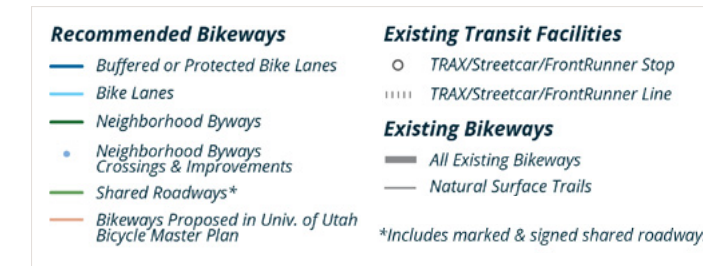 Recommended Bikeways
Buffered or Protected Bike Lanes
Bike Lanes
Neighborhood Byways
Neighborhood Byways
Crossings & Improvements
Shared Roadways*
Bikeways Proposed in Univ. of Utah
Bicycle Master Plan
Existing Transit Facilities
TRAX/Streetcar/FrontRunner Stop
TRAX/Streetcar/FrontRunner Line
Existing Bikeways
All Existing Bikeways
Natural Surface Trails
*Includes marked & signed shared roadway